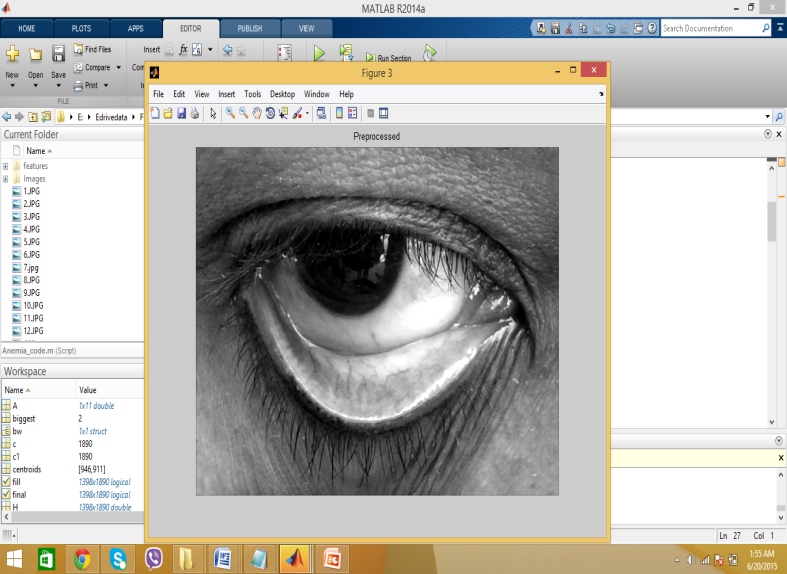 MATLAB R2014a
HOME PLOTS APPS EDITOR PUBLISH VIEW Search Documentation
Find Files Insert fx
New Open Save Compare Run Section
Print
FILE
E: Edrivedata
Current Folder
Name
features
Images
1.JPG
2.JPG
3.JPG
4.JPG
5.JPG
6.JPG
7.jpg
8.JPG
9.JPG
10.JPG
11.JPG
12.JPG
Anemia_code.m (Script)
Workspace
Name Value
A 1x11 double
biggest 2
bw 1x1 struct
c 1890
c1 1890
centroids [946,911]
fill 1398x1890 logical
final 1398x1890 logical
H 1398x1890 double
Figure 3
File Edit View Insert Tools Desktop Window Help
Preprocessed
Ln 27 Col 1
1:55 AM
6/20/2015